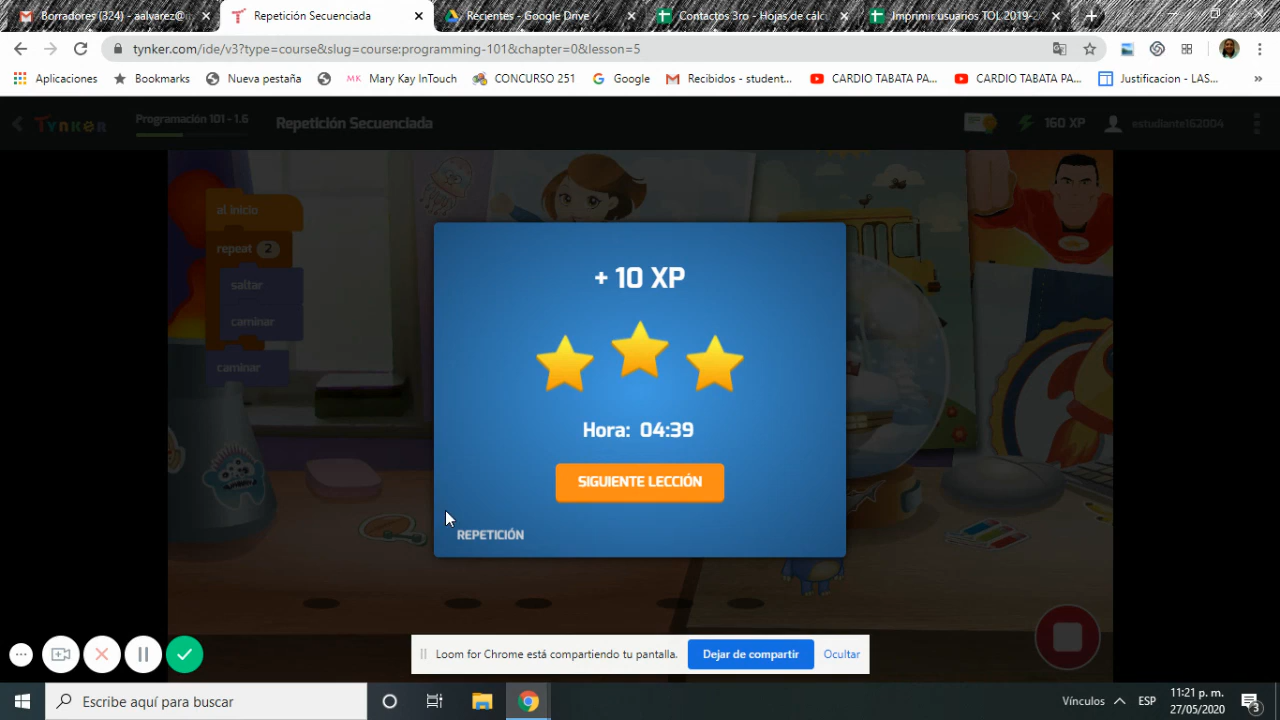 Borradores (324) - aalvarez@
Repetición Secuenciada
Recientes - Google Drive
Contactos 3ro - Hojas de cálc
Imprimir usuarios TOL 2019-2
tynker.com/ide/v3?type=course&slug=course:programming-101&chapter=0&lesson=5
Aplicaciones
Bookmarks
Nueva pestaña
MK Mary Kay InTouch
CONCURSO 251
Google
Recibidos - student...
CARDIO TABATA PA...
CARDIO TABATA PA...
Justificacion - LAS...
»
TYNKER
Programación 101 - 1.6
Repetición Secuenciada
160 XP
estudiante162004
al inicio
repeat 2
saltar
caminar
caminar
+ 10 XP
Hora: 04:39
SIGUIENTE LECCIÓN
REPETICIÓN
Loom for Chrome está compartiendo tu pantalla.
Dejar de compartir
Ocultar
Escribe aquí para buscar
Vínculos
ESP
11:21 p. m.
27/05/2020
3